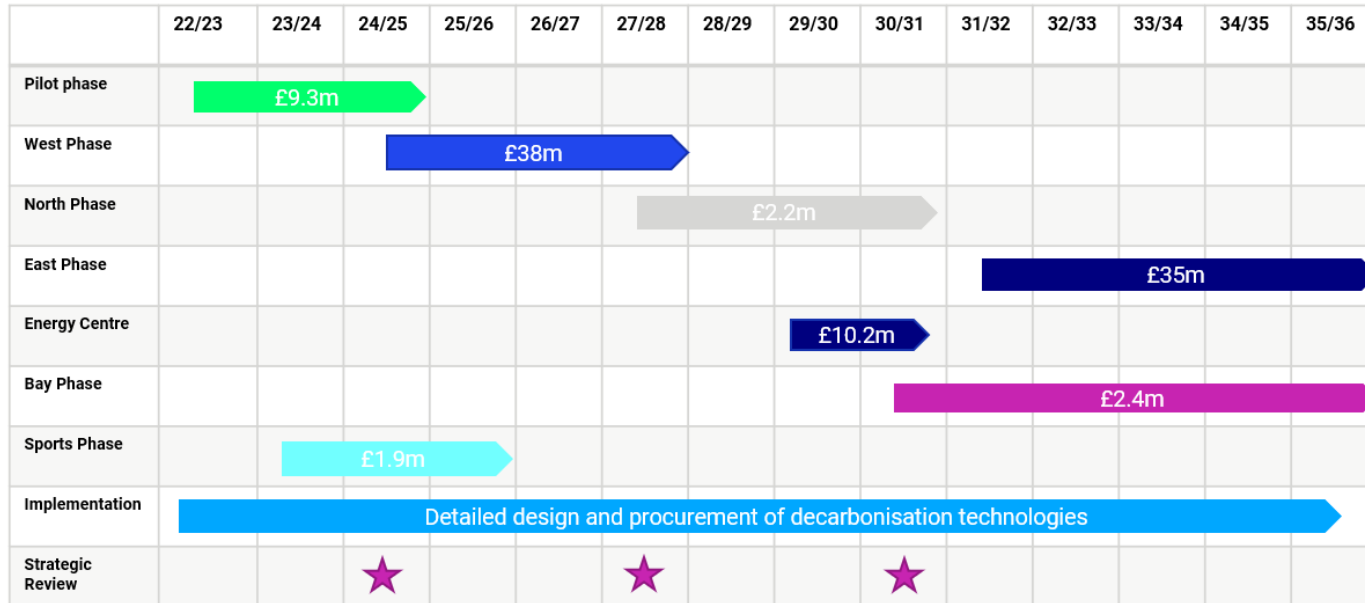 22/23 23/24 24/25 25/26 26/27 27/28 28/29 29/30 30/31 31/32 32/33 33/34 34/35 35/36
Pilot phase £9.3m
West Phase £38m
North Phase £2.2m
East Phase £35m
Energy Centre £10.2m
Bay Phase £2.4m
Sports Phase £1.9m
Implementation Detailed design and procurement of decarbonisation technologies
Strategic
Review